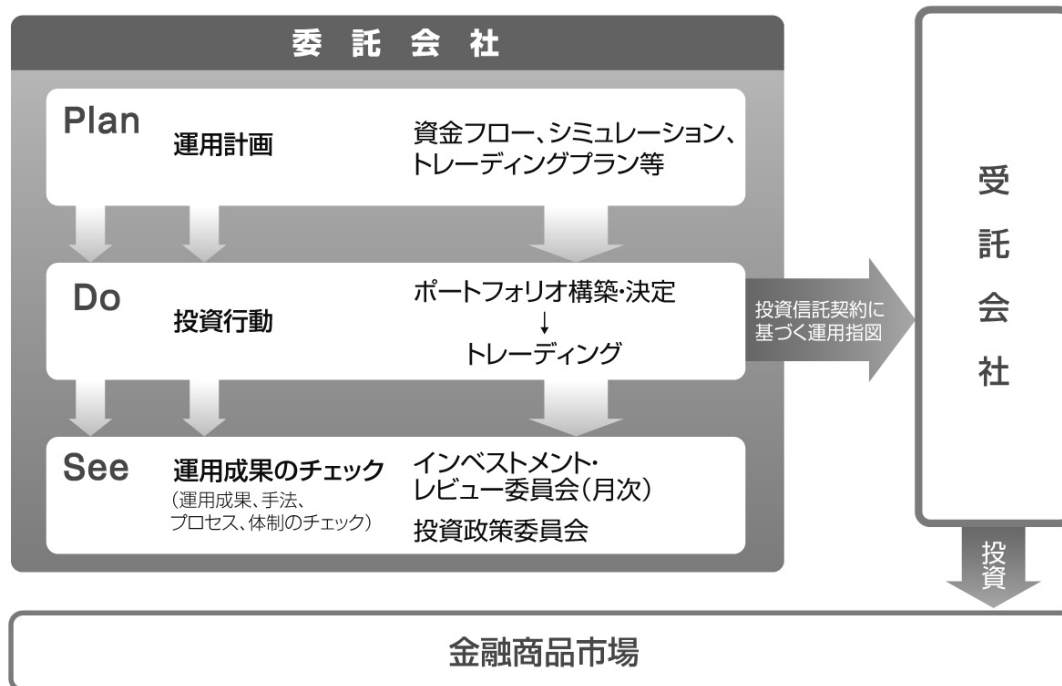 委託会社
Plan
運用計画
資金フロー、シミュレーション、
トレーディングプラン等
Do
投資行動
ポートフォリオ構築・決定
↓
トレーディング
See
運用成果のチェック
(運用成果、手法、
プロセス、体制のチェック)
インベストメント・
レビュー委員会(月次)
投資政策委員会
投資信託契約に
基づく運用指図
受託会社
投資
金融商品市場